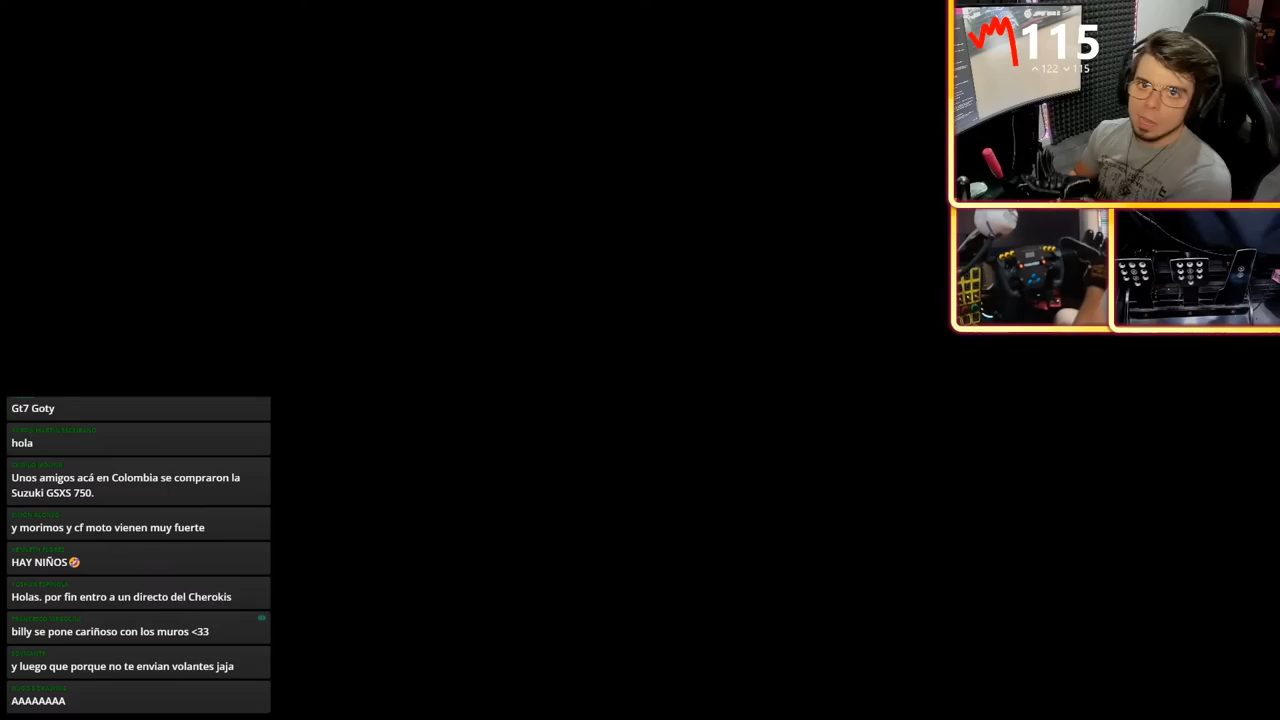 115
122 115
Gt7 Goty
hola
Unos amigos acá en Colombia se compraron la
Suzuki GSXS 750.
y morimos y cf moto vienen muy fuerte
HAY NIÑOS🤣
Holas. por fin entro a un directo del Cherokis
billy se pone cariñoso con los muros <33
y luego que porque no te envian volantes jaja
AAAAAAAA